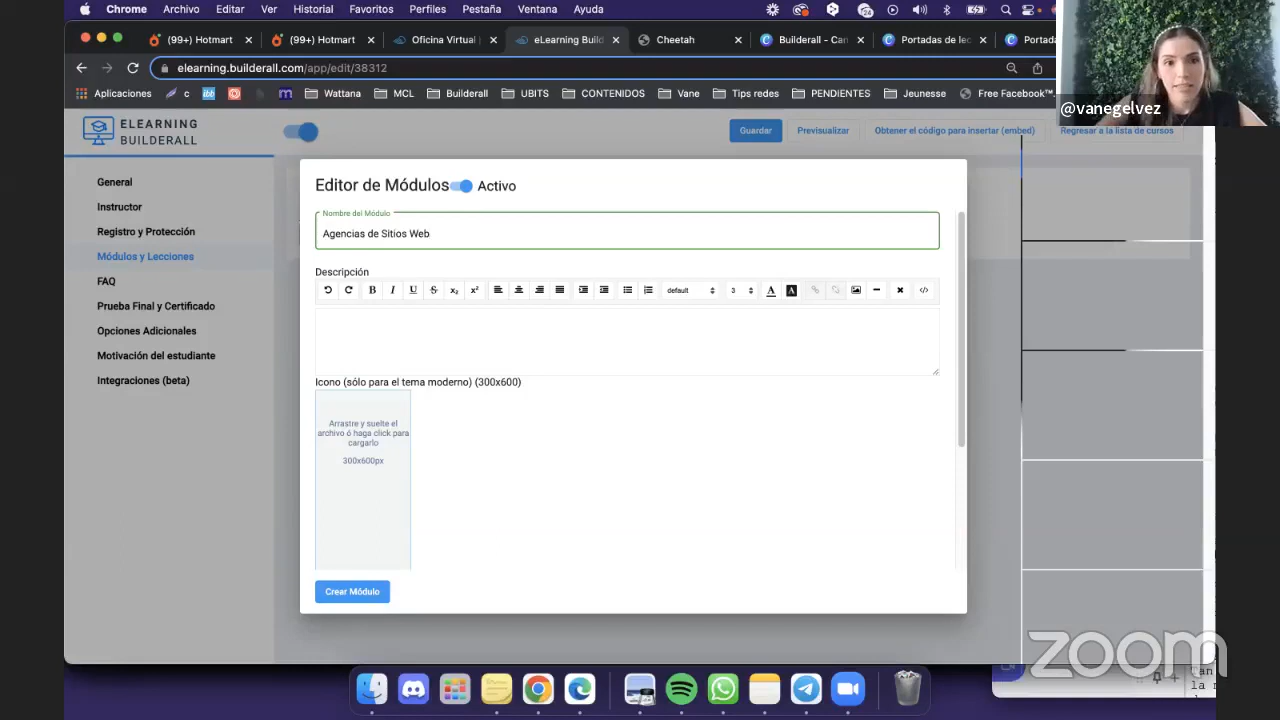 Chrome Archivo Editar Ver Historial Favoritos Perfiles Pestaña Ventana Ayuda
(99+) Hotmart
(99+) Hotmart
Oficina Virtual
eLearning Build
Cheetah
Builderall - Can
Portadas de lec
Portada
elearning.builderall.com/app/edit/38312
Aplicaciones
c
Wattana
MCL
Builderall
UBITS
CONTENIDOS
Vane
Tips redes
PENDIENTES
Jeunesse
Free Facebook™
@vanegelvez
ELEARNING
BUILDERALL
Guardar
Previsualizar
Obtener el código para insertar (embed)
Regresar a la lista de cursos
General
Instructor
Registro y Protección
Módulos y Lecciones
FAQ
Prueba Final y Certificado
Opciones Adicionales
Motivación del estudiante
Integraciones (beta)
Editor de Módulos Activo
Nombre del Módulo
Agencias de Sitios Web
Descripción
default
3
Icono (sólo para el tema moderno) (300x600)
Arrastre y suelte el
archivo ó haga click para
cargarlo
300x600px
Crear Módulo
zoom